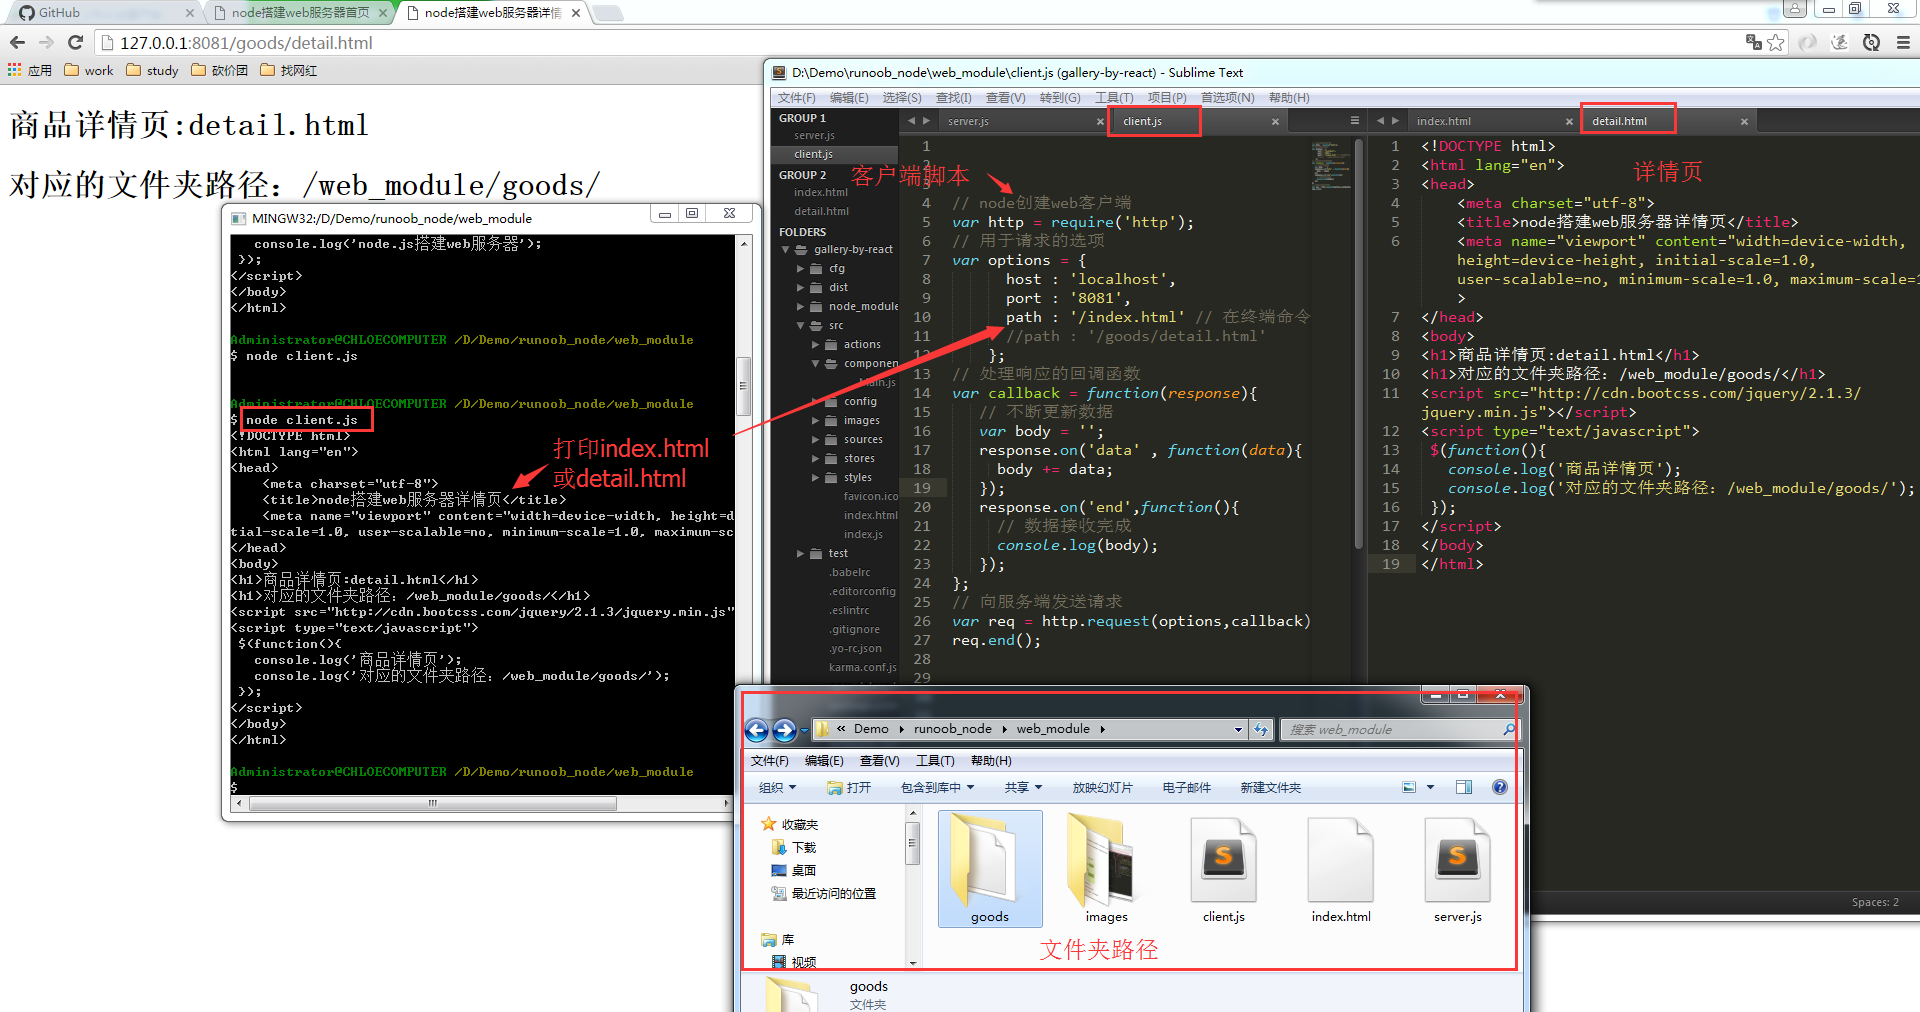 GitHub
node搭建web服务器首页
node搭建web服务器详情
127.0.0.1:8081/goods/detail.html
应用
work
study
砍价团
找网红
商品详情页:detail.html
对应的文件夹路径: /web_module/goods/
MINGW32:/D/Demo/runoob_node/web_module
console.log('node.js搭建web服务器');
});
</script>
</body>
</html>
Administrator@CHLOECOMPUTER /D/Demo/runoob_node/web_module
$ node client.js
Administrator@CHLOECOMPUTER /D/Demo/runoob_node/web_module
$ node client.js
<!DOCTYPE html>
<html lang="en">
<head>
<meta charset="utf-8">
<title>node搭建web服务器详情页</title>
<meta name="viewport" content="width=device-width, height=d
tial-scale=1.0, user-scalable=no, minimum-scale=1.0, maximum-sc
</head>
<body>
<h1>商品详情页:detail.html</h1>
<h1>对应的文件夹路径: /web_module/goods/</h1>
<script src="http://cdn.bootcss.com/jquery/2.1.3/jquery.min.js"
<script type="text/javascript">
$(function(){
console.log('商品详情页');
console.log('对应的文件夹路径: /web_module/goods/');
});
</script>
</body>
</html>
Administrator@CHLOECOMPUTER /D/Demo/runoob_node/web_module
$
打印index.html
或detail.html
D:\Demo\runoob_node\web_module\client.js (gallery-by-react) - Sublime Text
文件(F) 编辑(E) 选择(S) 查找(I) 查看(V) 转到(G) 工具(T) 项目(P) 首选项(N) 帮助(H)
GROUP 1
server.js
client.js
GROUP 2
index.html
detail.html
FOLDERS
gallery-by-react
cfg
dist
node_module
src
actions
componen
Main.js
config
images
sources
stores
styles
favicon.ico
index.html
index.js
test
.babelrc
.editorconfig
.eslintrc
.gitignore
.yo-rc.json
karma.conf.js
server.js
client.js
客户端脚本
1
2
3
4 // node创建web客户端
5 var http = require('http');
6 // 用于请求的选项
7 var options = {
8 host : 'localhost',
9 port : '8081',
10 path : '/index.html' // 在终端命令
11 //path : '/goods/detail.html'
12 };
13 // 处理响应的回调函数
14 var callback = function(response){
15 // 不断更新数据
16 var body = '';
17 response.on('data' , function(data){
18 body += data;
19 });
20 response.on('end',function(){
21 // 数据接收完成
22 console.log(body);
23 });
24 };
25 // 向服务端发送请求
26 var req = http.request(options,callback)
27 req.end();
28
29
index.html
detail.html
详情页
1 <!DOCTYPE html>
2 <html lang="en">
3 <head>
4 <meta charset="utf-8">
5 <title>node搭建web服务器详情页</title>
6 <meta name="viewport" content="width=device-width,
height=device-height, initial-scale=1.0,
user-scalable=no, minimum-scale=1.0, maximum-scale=1
>
7 </head>
8 <body>
9 <h1>商品详情页:detail.html</h1>
10 <h1>对应的文件夹路径: /web_module/goods/</h1>
11 <script src="http://cdn.bootcss.com/jquery/2.1.3/
jquery.min.js"></script>
12 <script type="text/javascript">
13 $(function(){
14 console.log('商品详情页');
15 console.log('对应的文件夹路径: /web_module/goods/');
16 });
17 </script>
18 </body>
19 </html>
Spaces: 2
« Demo runoob_node web_module
搜索 web_module
文件(F) 编辑(E) 查看(V) 工具(T) 帮助(H)
组织 打开 包含到库中 共享 放映幻灯片 电子邮件 新建文件夹
收藏夹
下载
桌面
最近访问的位置
库
视频
goods
images
client.js
index.html
server.js
文件夹路径
goods
文件夹